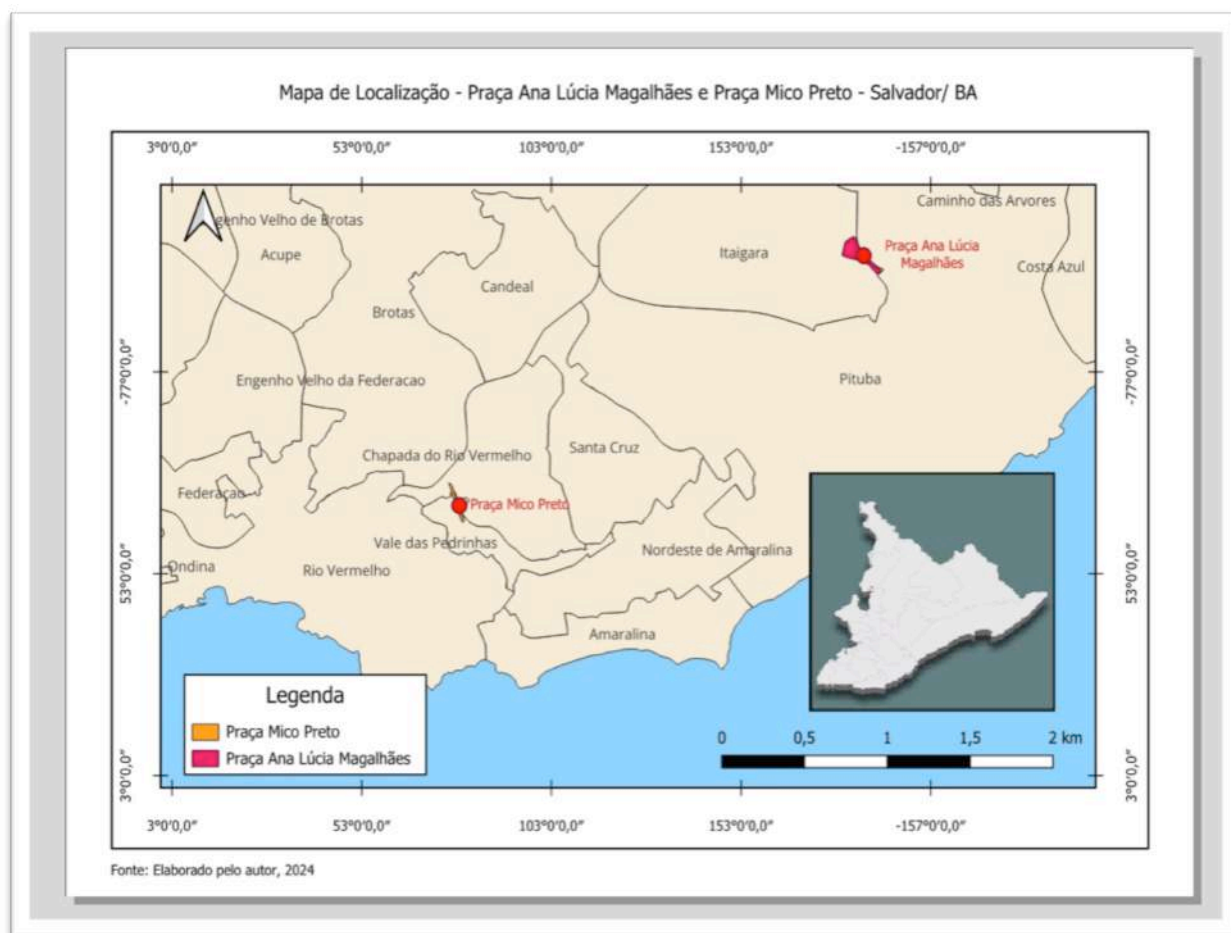 Mapa de Localização - Praça Ana Lúcia Magalhães e Praça Mico Preto - Salvador/ BA
3°0'0,0" 53°0'0,0" 103°0'0,0" 153°0'0,0" -157°0'0,0"
Caminho das Arvores
genho Velho de Brotas
Acupe
Itaigara
Praça Ana Lúcia
Magalhães
Costa Azul
Candeal
Brotas
-77°0'0,0"
-77°0'0,0"
Engenho Velho da Federacao
Pituba
Chapada do Rio Vermelho
Santa Cruz
Federacao
Praça Mico Preto
Vale das Pedrinhas
Nordeste de Amaralina
Ondina
Rio Vermelho
53°0'0,0"
53°0'0,0"
Amaralina
Legenda
Praça Mico Preto
Praça Ana Lúcia Magalhães
0 0,5 1 1,5 2 km
3°0'0,0"
3°0'0,0"
3°0'0,0" 53°0'0,0" 103°0'0,0" 153°0'0,0" -157°0'0,0"
Fonte: Elaborado pelo autor, 2024